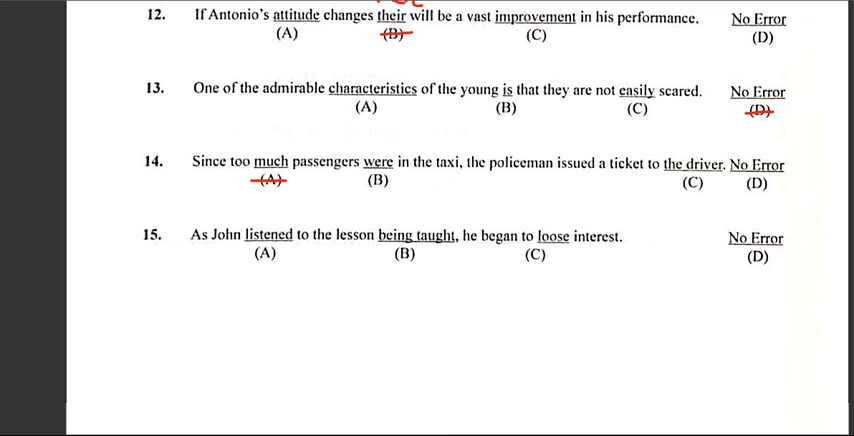 12. If Antonio's attitude changes their will be a vast improvement in his performance. No Error
(A) (B) (C) (D)
13. One of the admirable characteristics of the young is that they are not easily scared. No Error
(A) (B) (C) (D)
14. Since too much passengers were in the taxi, the policeman issued a ticket to the driver. No Error
(A) (B) (C) (D)
15. As John listened to the lesson being taught, he began to loose interest. No Error
(A) (B) (C) (D)